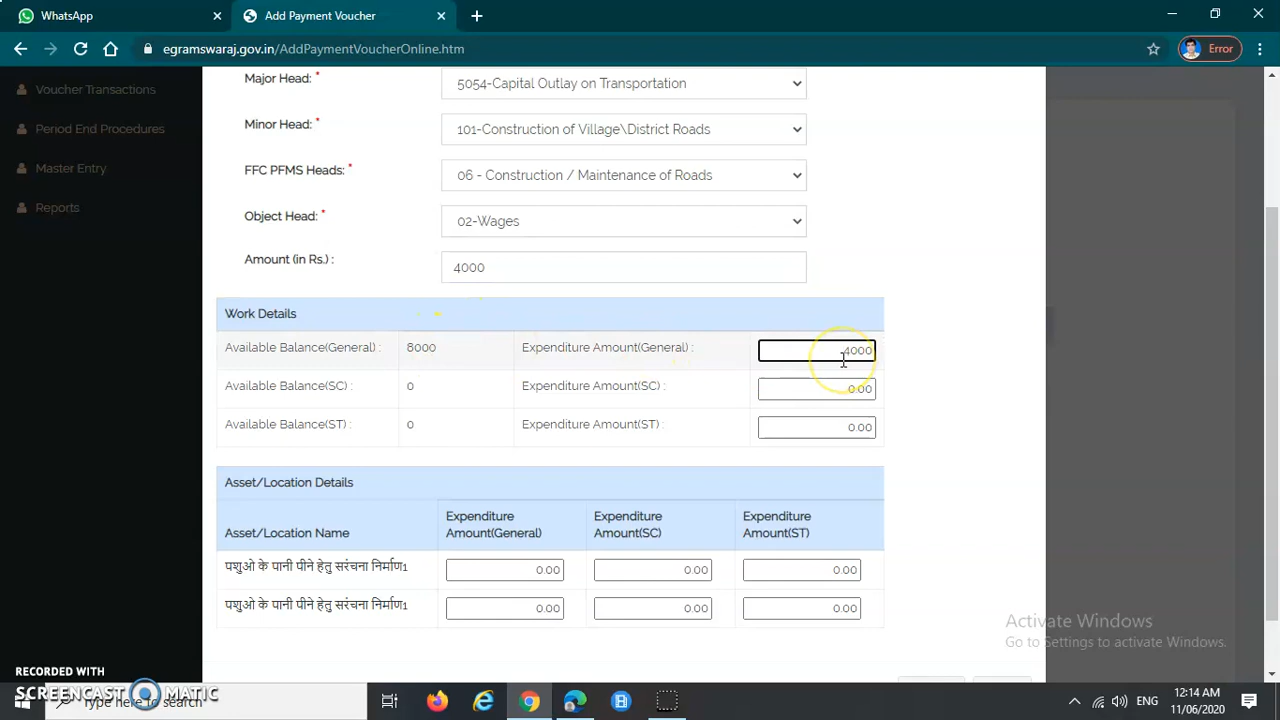 WhatsApp
Add Payment Voucher
egramswaraj.gov.in/AddPaymentVoucherOnline.htm
Error
Voucher Transactions
Period End Procedures
Master Entry
Reports
Major Head: *
5054-Capital Outlay on Transportation
Minor Head: *
101-Construction of Village\District Roads
FFC PFMS Heads: *
06 - Construction / Maintenance of Roads
Object Head: *
02-Wages
Amount (in Rs.) :
4000
Work Details
Available Balance(General) : 8000 Expenditure Amount(General) : 4000
Available Balance(SC) : 0 Expenditure Amount(SC) : 0.00
Available Balance(ST) : 0 Expenditure Amount(ST) : 0.00
Asset/Location Details
Asset/Location Name
Expenditure Amount(General)
Expenditure Amount(SC)
Expenditure Amount(ST)
पशुओ के पानी पीने हेतु सरंचना निर्माण1 0.00 0.00 0.00
पशुओ के पानी पीने हेतु सरंचना निर्माण1 0.00 0.00 0.00
Activate Windows
Go to Settings to activate Windows.
RECORDED WITH
SCREENCAST MATIC
Type here to search
ENG
12:14 AM
11/06/2020